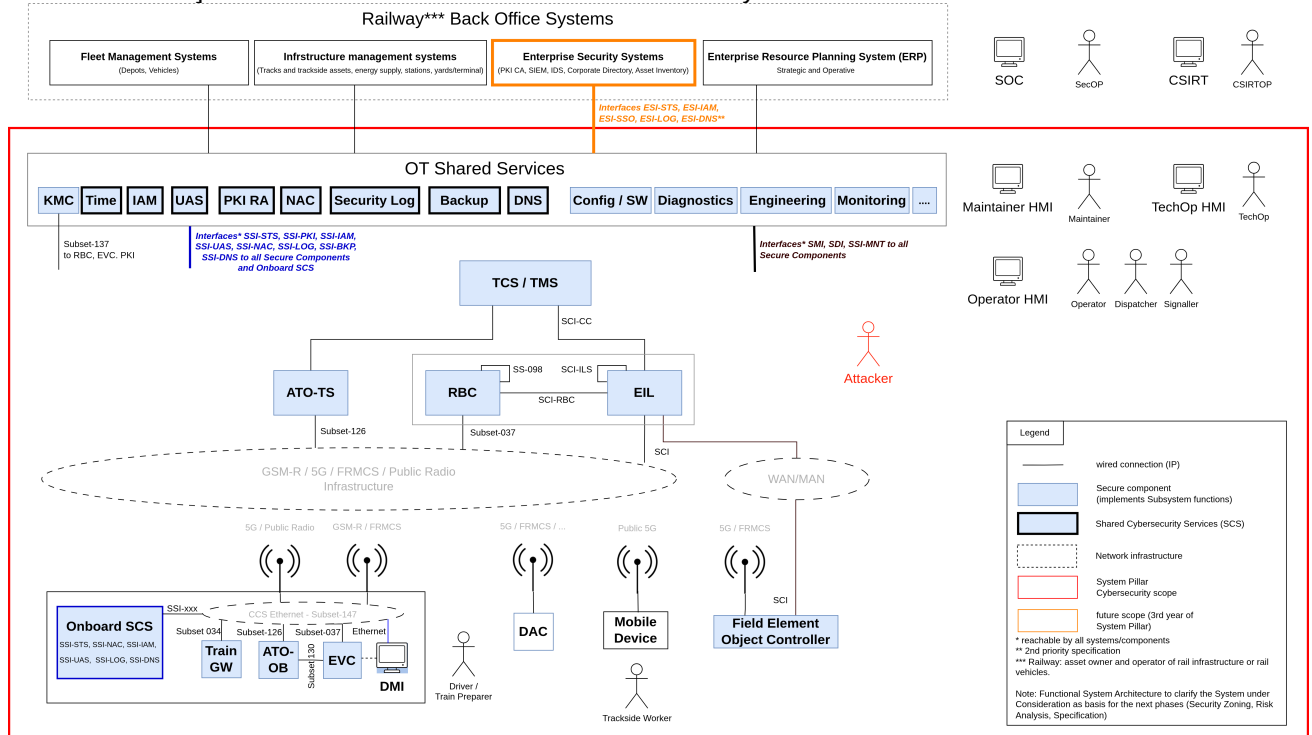 Railway*** Back Office Systems
Fleet Management Systems
(Depots, Vehicles)
Infrstructure management systems
(Tracks and trackside assets, energy supply, stations, yards/terminal)
Enterprise Security Systems
(PKI CA, SIEM, IDS, Corporate Directory, Asset Inventory)
Enterprise Resource Planning System (ERP)
Strategic and Operative
SOC
SecOP
CSIRT
CSIRTOP
Interfaces ESI-STS, ESI-IAM,
ESI-SSO, ESI-LOG, ESI-DNS**
OT Shared Services
KMC
Time
IAM
UAS
PKI RA
NAC
Security Log
Backup
DNS
Config / SW
Diagnostics
Engineering
Monitoring
....
Maintainer HMI
Maintainer
TechOp HMI
TechOp
Subset-137
to RBC, EVC. PKI
Interfaces* SSI-STS, SSI-PKI, SSI-IAM,
SSI-UAS, SSI-NAC, SSI-LOG, SSI-BKP,
SSI-DNS to all Secure Components
and Onboard SCS
Interfaces* SMI, SDI, SSI-MNT to all
Secure Components
Operator HMI
Operator
Dispatcher
Signaller
TCS / TMS
SCI-CC
Attacker
ATO-TS
RBC
SS-098
SCI-ILS
SCI-RBC
EIL
Subset-126
Subset-037
SCI
GSM-R / 5G / FRMCS / Public Radio
Infrastructure
WAN/MAN
5G / Public Radio
GSM-R / FRMCS
5G / FRMCS / ...
Public 5G
5G / FRMCS
SCI
Onboard SCS
SSI-STS, SSI-NAC, SSI-IAM,
SSI-UAS, SSI-LOG, SSI-DNS
SSI-xxx
CCS Ethernet - Subset-147
Subset 034
Subset-126
Subset-037
Ethernet
Train
GW
ATO-
OB
Subset 130
EVC
DMI
Driver /
Train Preparer
DAC
Mobile
Device
Trackside Worker
Field Element
Object Controller
Legend
wired connection (IP)
Secure component
(implements Subsystem functions)
Shared Cybersecurity Services (SCS)
Network infrastructure
System Pillar
Cybersecurity scope
future scope (3rd year of
System Pillar)
* reachable by all systems/components
** 2nd priority specification
*** Railway: asset owner and operator of rail infrastructure or rail
vehicles.
Note: Functional System Architecture to clarify the System under
Consideration as basis for the next phases (Security Zoning, Risk
Analysis, Specification)